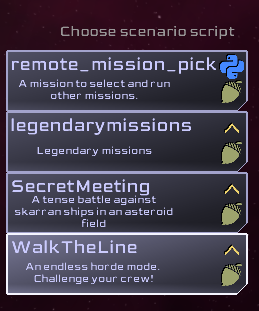 Choose scenario script
remote_mission_pick
A mission to select and run
other missions.
legendarymissions
Legendary missions
SecretMeeting
A tense battle against
skarran ships in an asteroid
field
WalkTheLine
An endless horde mode.
Challenge your crew!